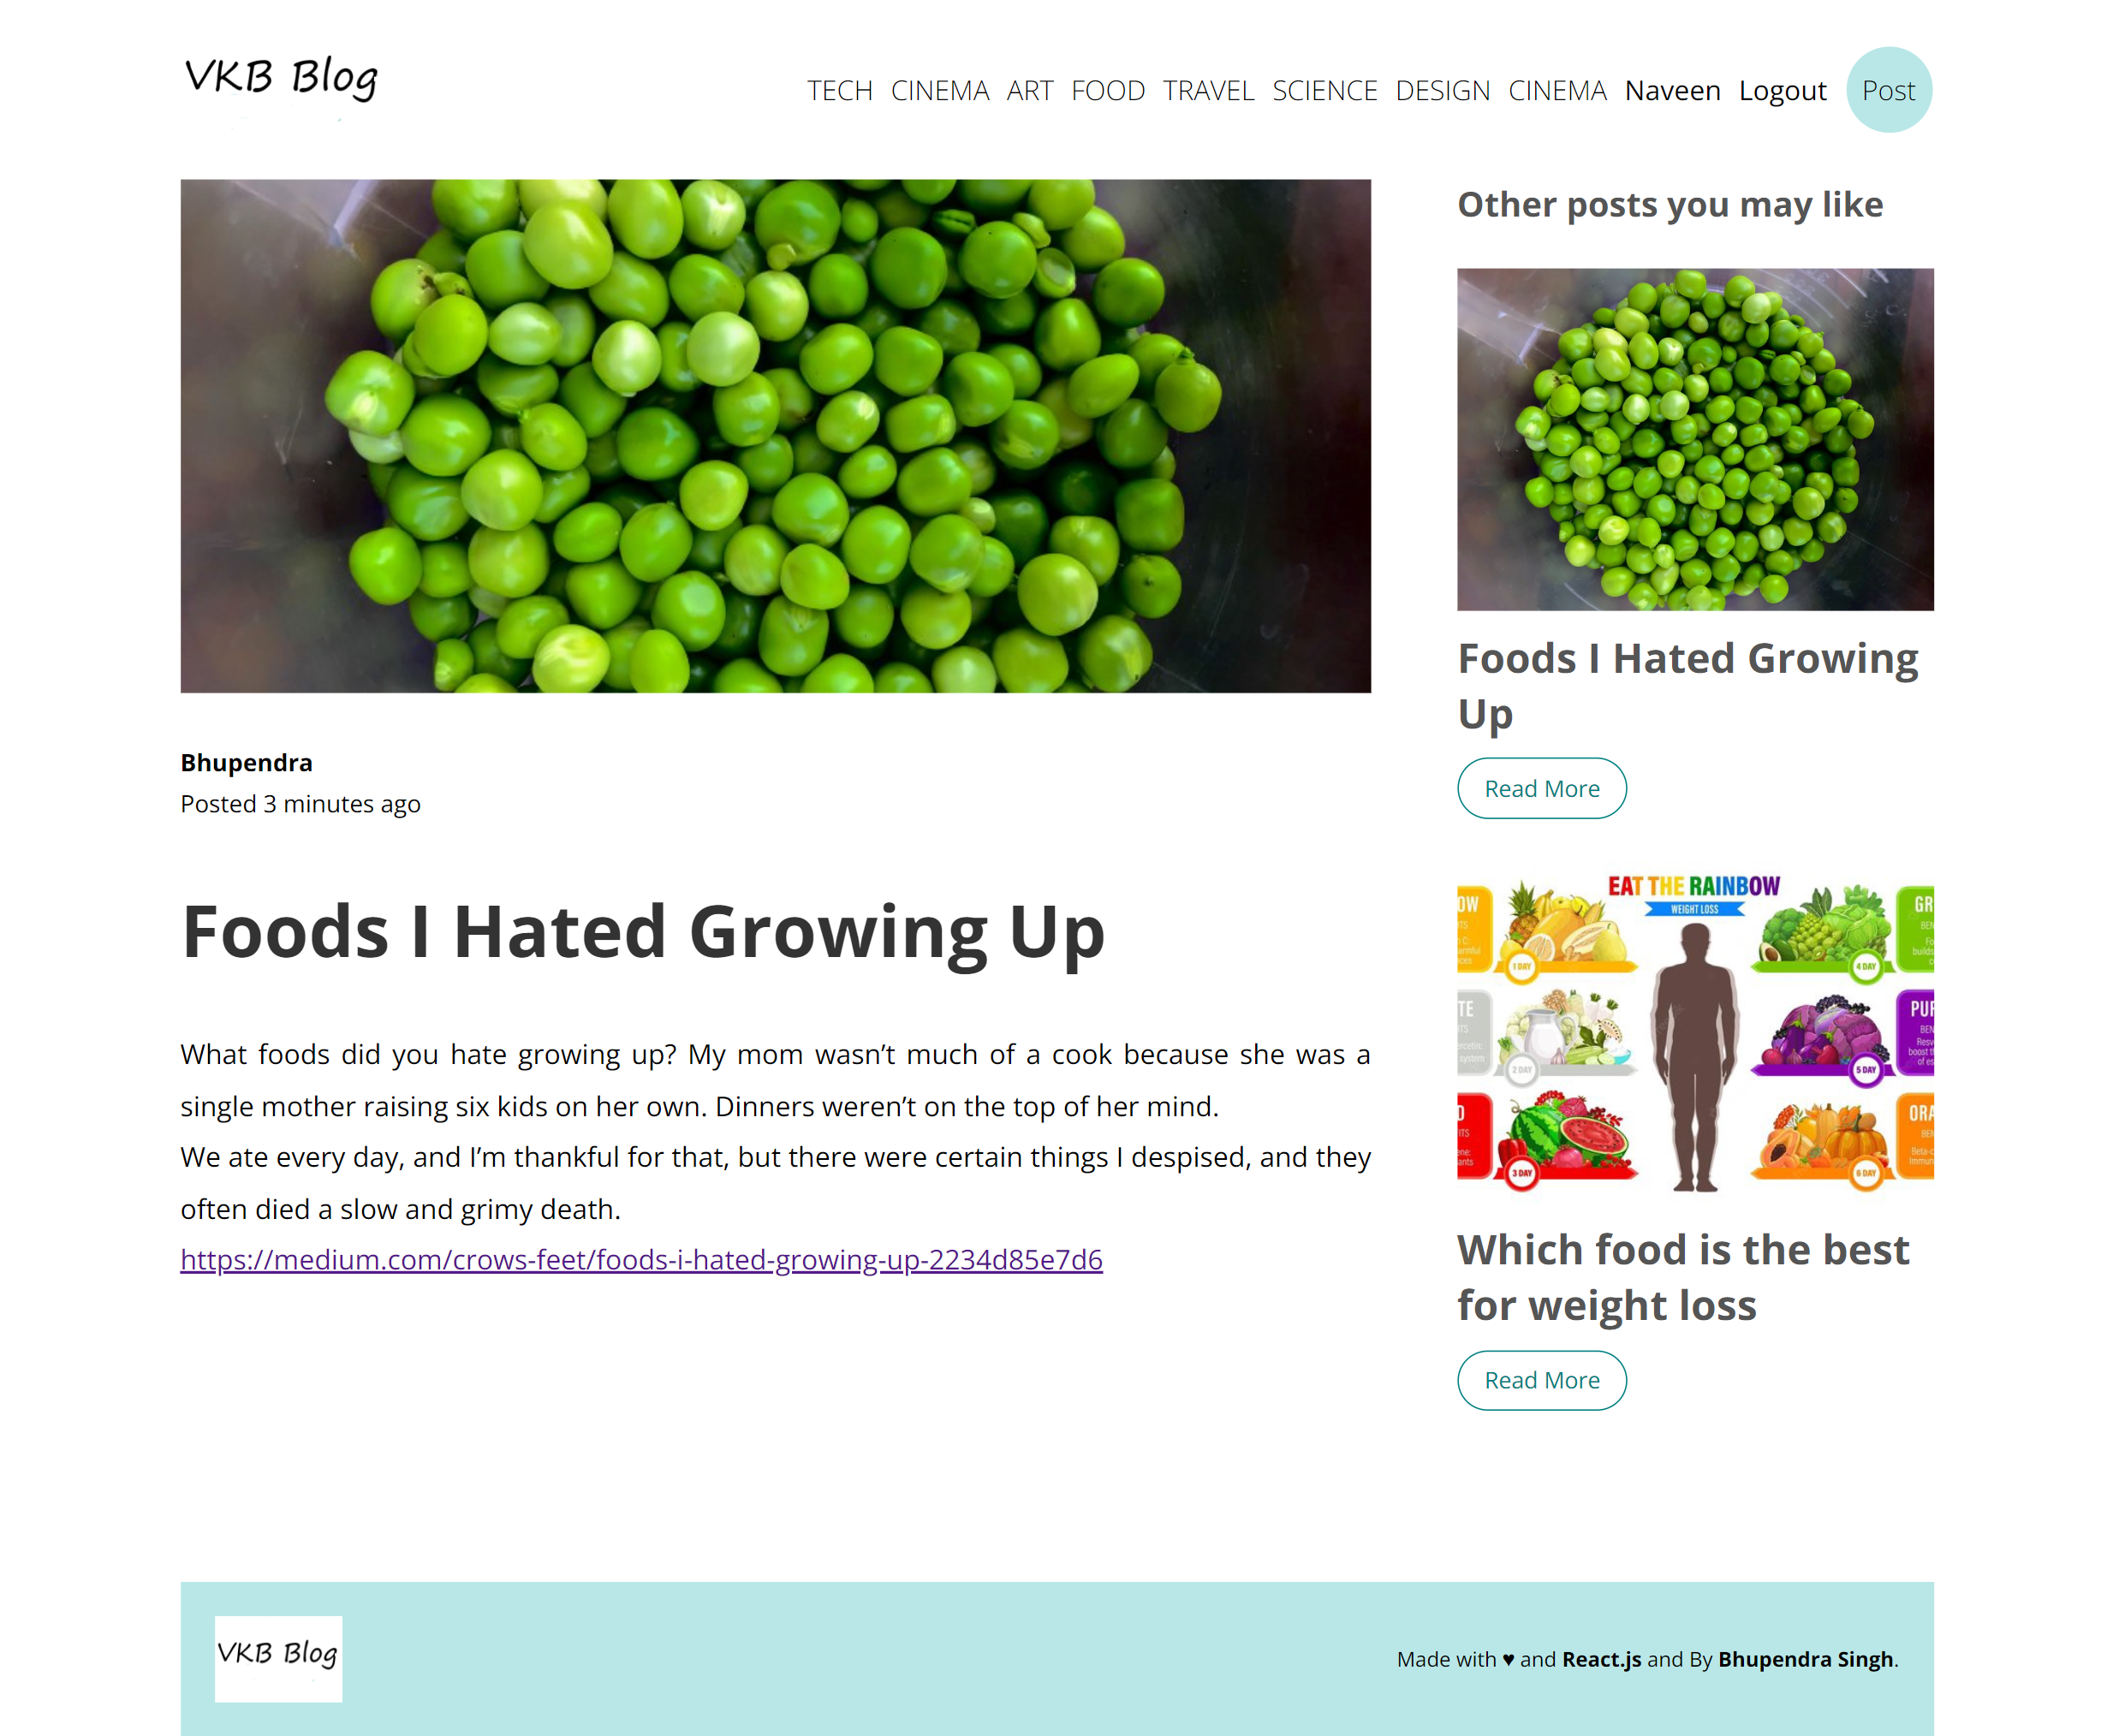 VKB Blog
TECH CINEMA ART FOOD TRAVEL SCIENCE DESIGN CINEMA Naveen Logout Post
Bhupendra
Posted 3 minutes ago
Foods I Hated Growing Up
What foods did you hate growing up? My mom wasn’t much of a cook because she was a
single mother raising six kids on her own. Dinners weren’t on the top of her mind.
We ate every day, and I’m thankful for that, but there were certain things I despised, and they
often died a slow and grimy death.
https://medium.com/crows-feet/foods-i-hated-growing-up-2234d85e7d6
Other posts you may like
Foods I Hated Growing
Up
Read More
EAT THE RAINBOW
WEIGHT LOSS
OW
GR
1 DAY
4 DAY
TE
PUR
2 DAY
5 DAY
ORA
3 DAY
6 DAY
Which food is the best
for weight loss
Read More
VKB Blog
Made with ♥ and React.js and By Bhupendra Singh.